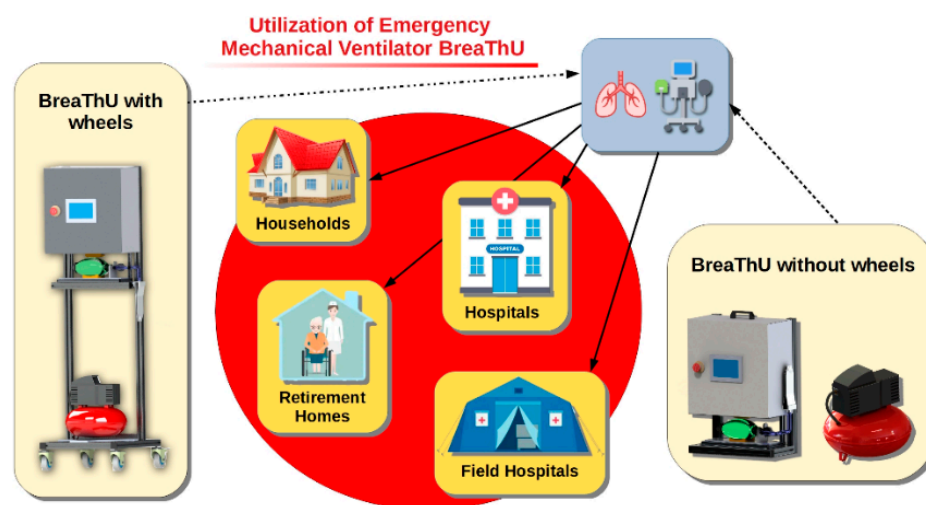 Utilization of Emergency
Mechanical Ventilator BreaThU
BreaThU with
wheels
Households
HOSPITAL
Hospitals
BreaThU without wheels
Retirement
Homes
Field Hospitals